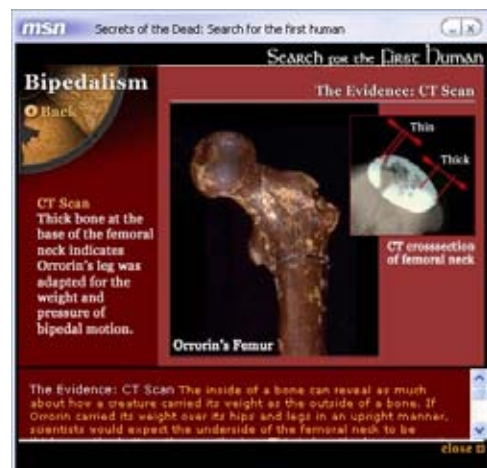 msn Secrets of the Dead: Search for the first human
Search for the First Human
Bipedalism
Back
The Evidence: CT Scan
Thin
Thick
CT Scan
Thick bone at the
base of the femoral
neck indicates
Orrorin's leg was
adapted for the
weight and
pressure of
bipedal motion.
CT crosssection
of femoral neck
Orrorin's Femur
The Evidence: CT Scan The inside of a bone can reveal as much
about how a creature carried its weight as the outside of a bone. If
Orrorin carried its weight over its hips and legs in an upright manner,
scientists would expect the underside of the femoral neck to be
close